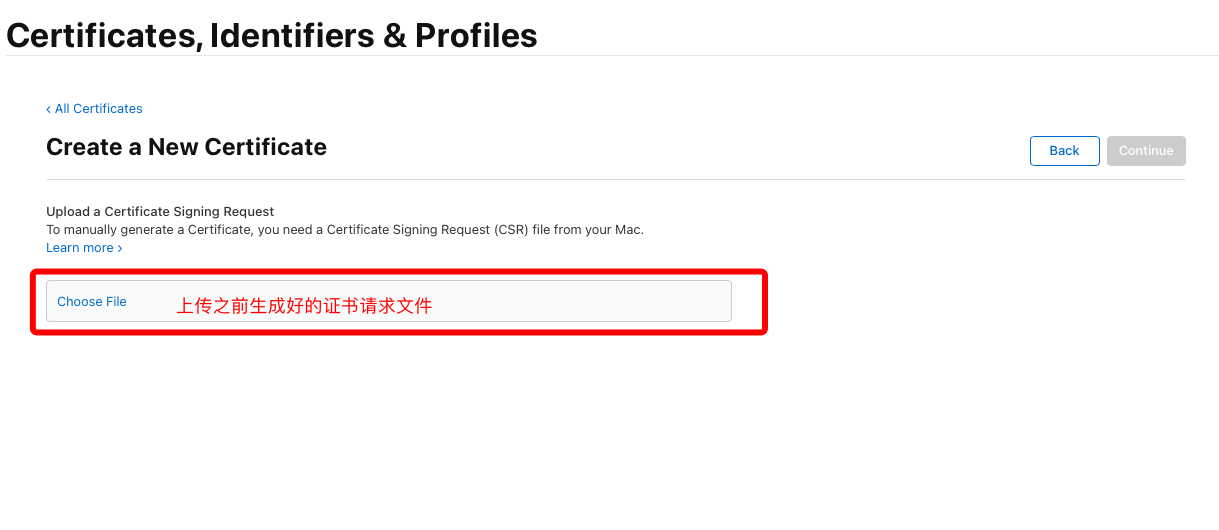 Certificates, Identifiers & Profiles
‹ All Certificates
Create a New Certificate
Back
Continue
Upload a Certificate Signing Request
To manually generate a Certificate, you need a Certificate Signing Request (CSR) file from your Mac.
Learn more ›
Choose File 上传之前生成好的证书请求文件